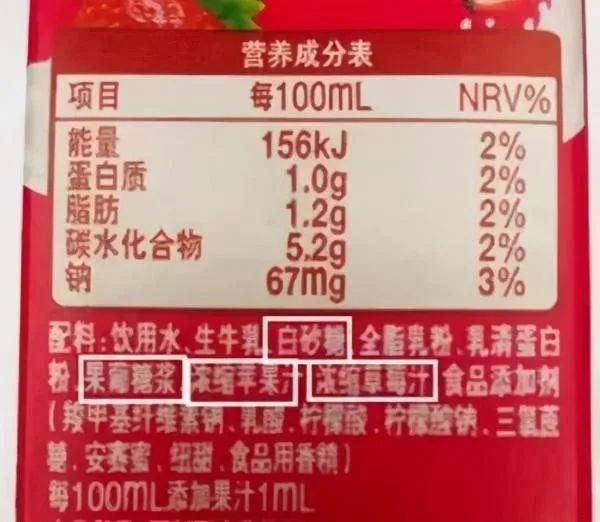 营养成分表
项目 每100mL NRV%
能量 156kJ 2%
蛋白质 1.0g 2%
脂肪 1.2g 2%
碳水化合物 5.2g 2%
钠 67mg 3%
配料:饮用水、生牛乳、白砂糖、全脂乳粉、乳清蛋白
粉、果葡糖浆、浓缩苹果汁、浓缩草莓汁、食品添加剂
(羧甲基纤维素钠、乳酸、柠檬酸、柠檬酸钠、三氯蔗
糖、安赛蜜、纽甜、食品用香精)
每100mL添加果汁1mL